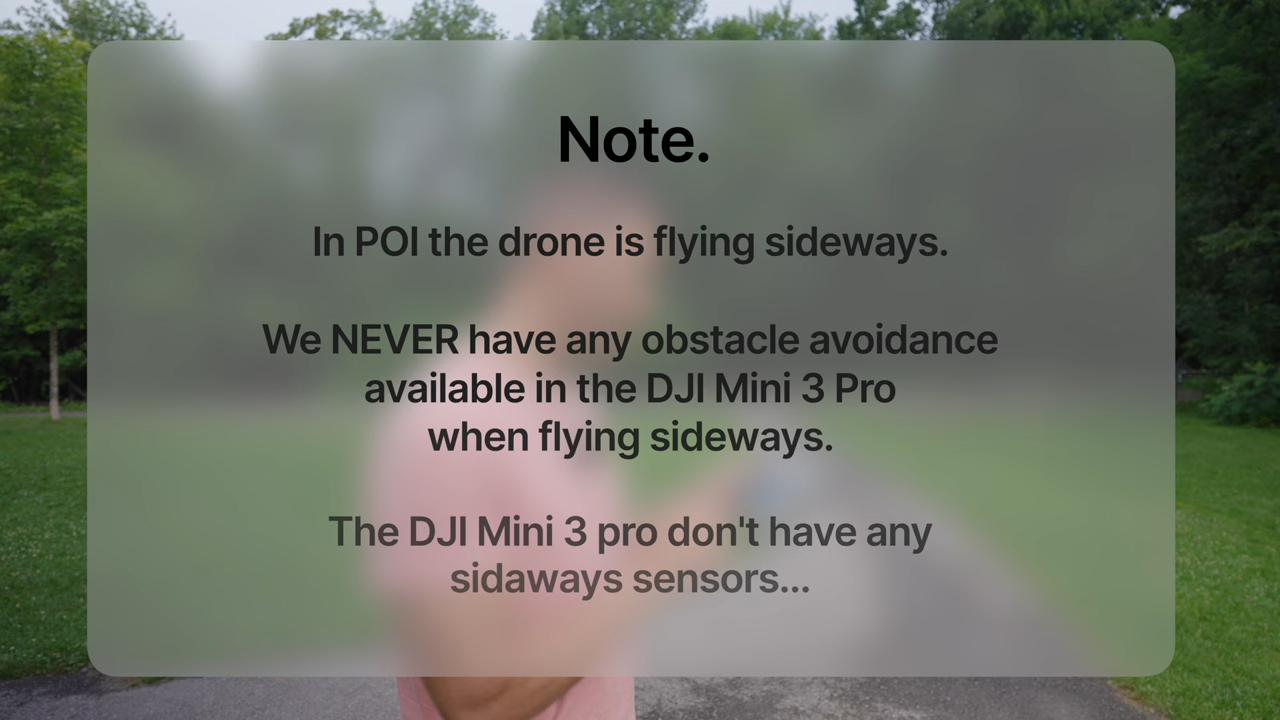 Note.
In POI the drone is flying sideways.
We NEVER have any obstacle avoidance
available in the DJI Mini 3 Pro
when flying sideways.
The DJI Mini 3 pro don't have any
sidaways sensors...